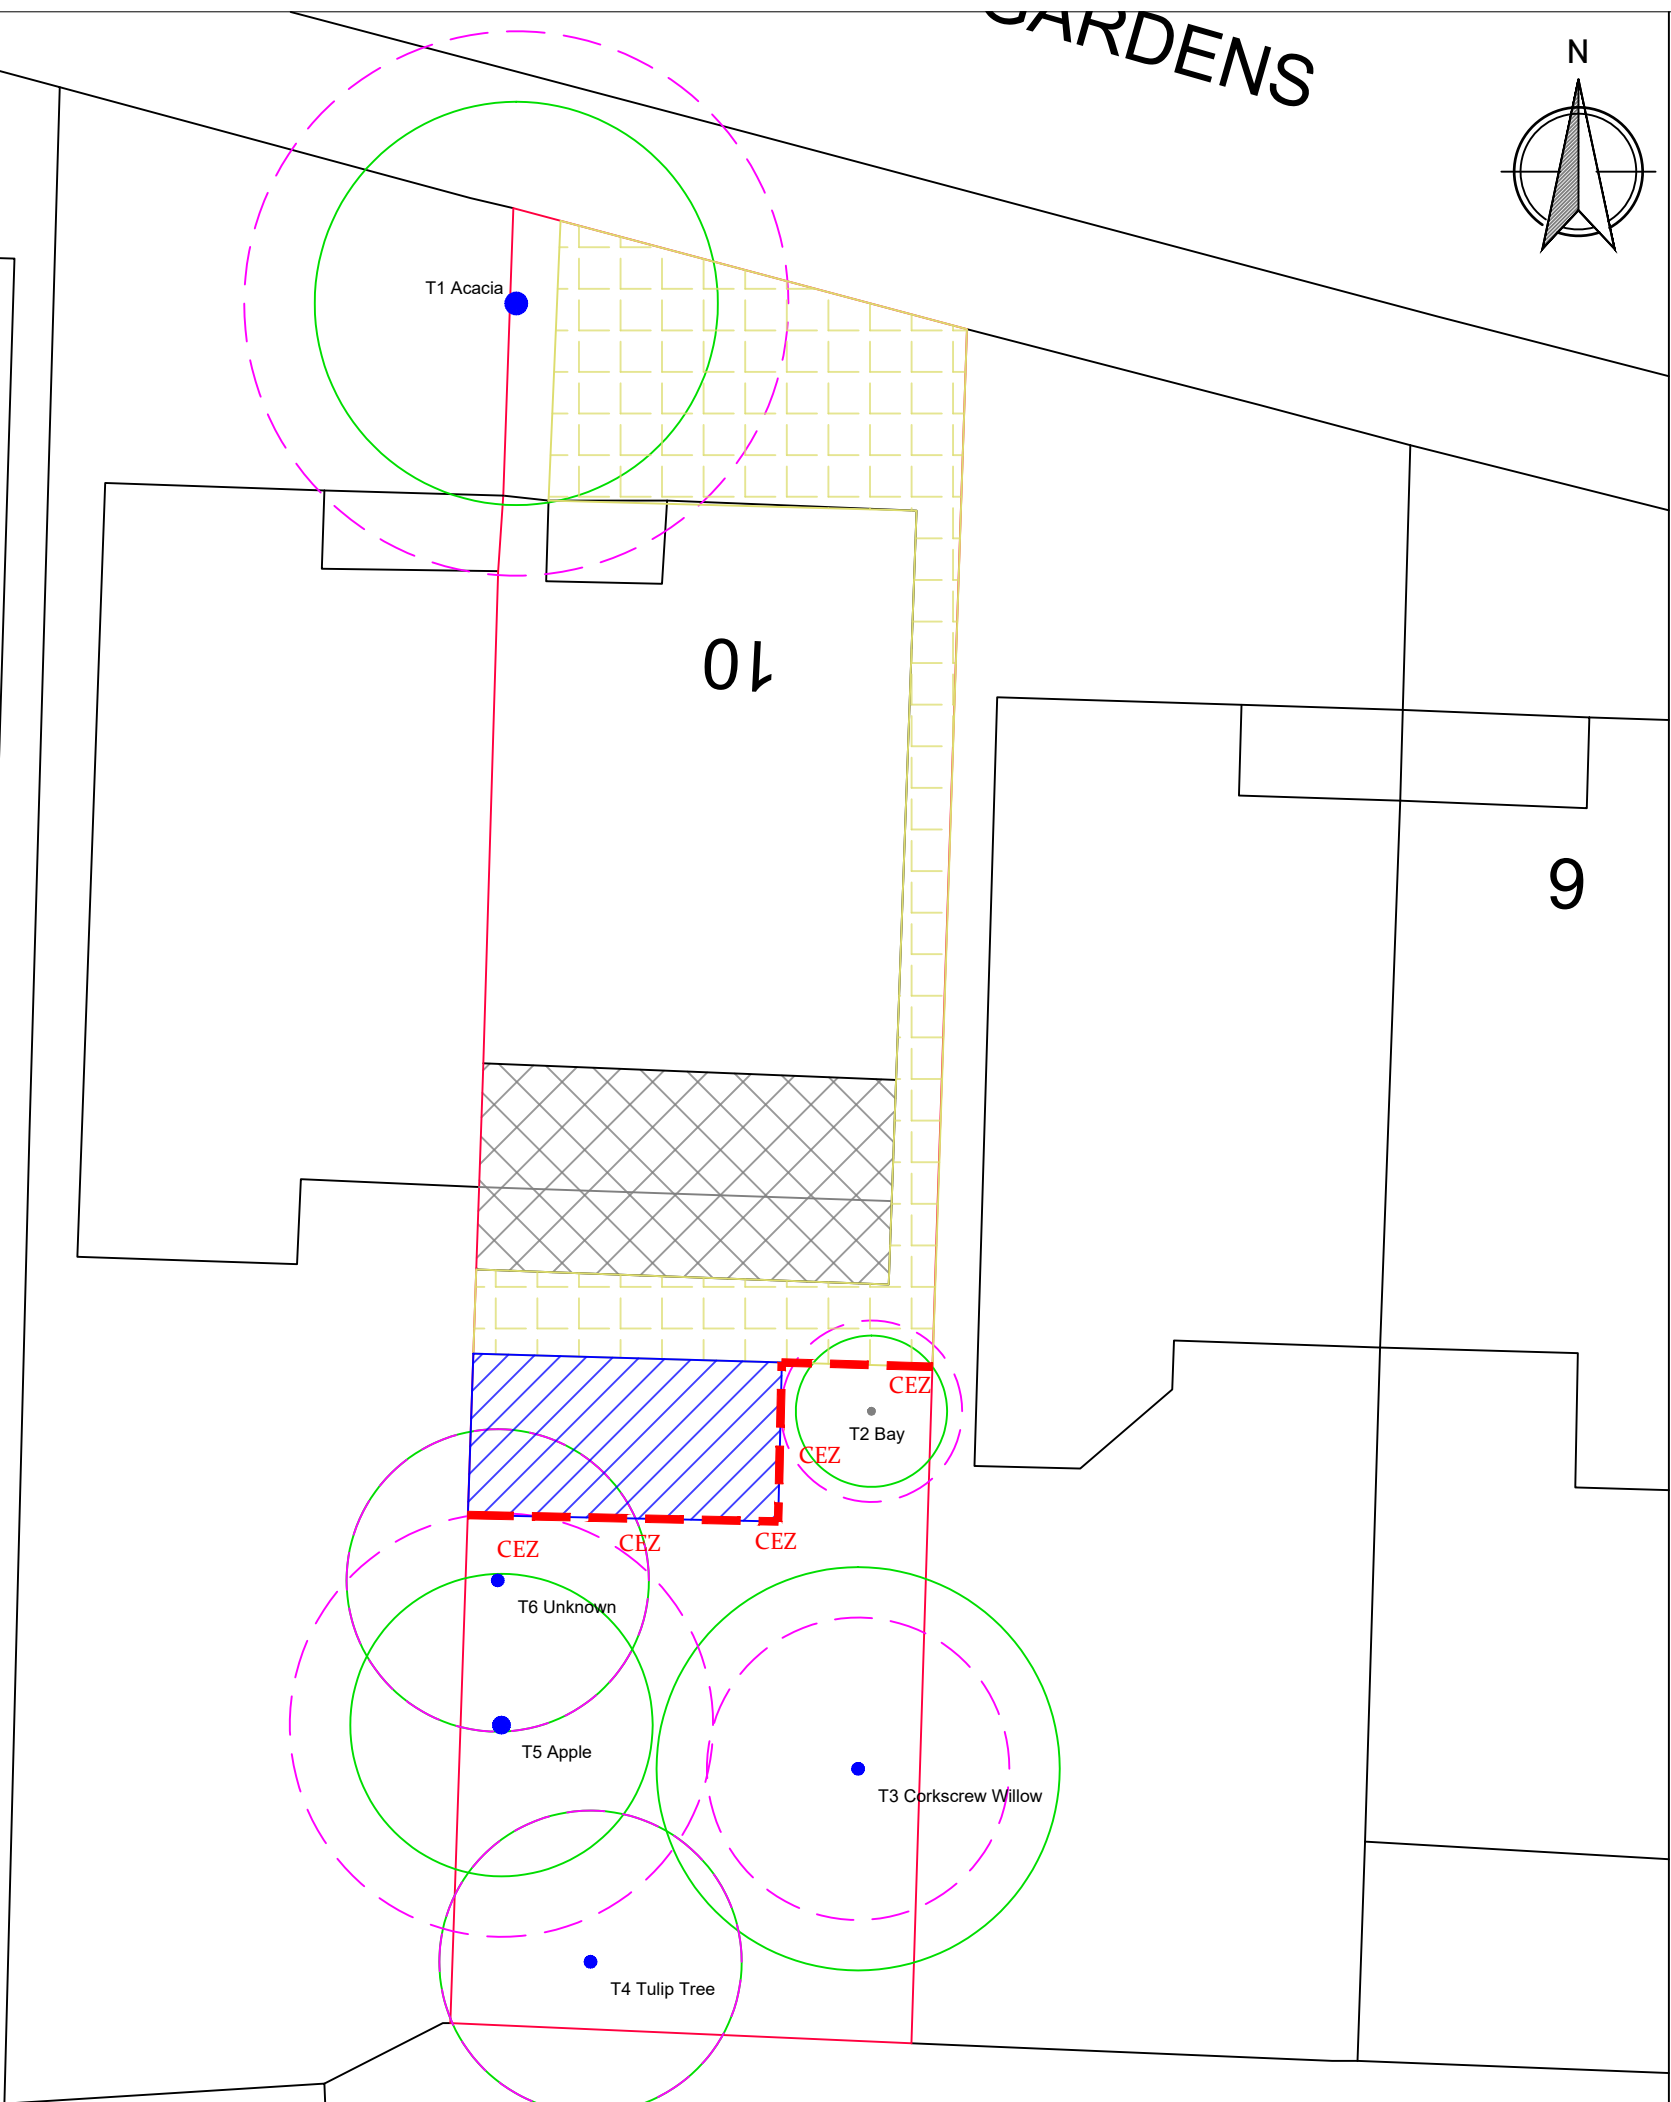 GARDENS
N
T1 Acacia
10
9
CEZ
T2 Bay
CEZ
CEZ
CEZ
CEZ
T6 Unknown
T5 Apple
T3 Corkscrew Willow
T4 Tulip Tree